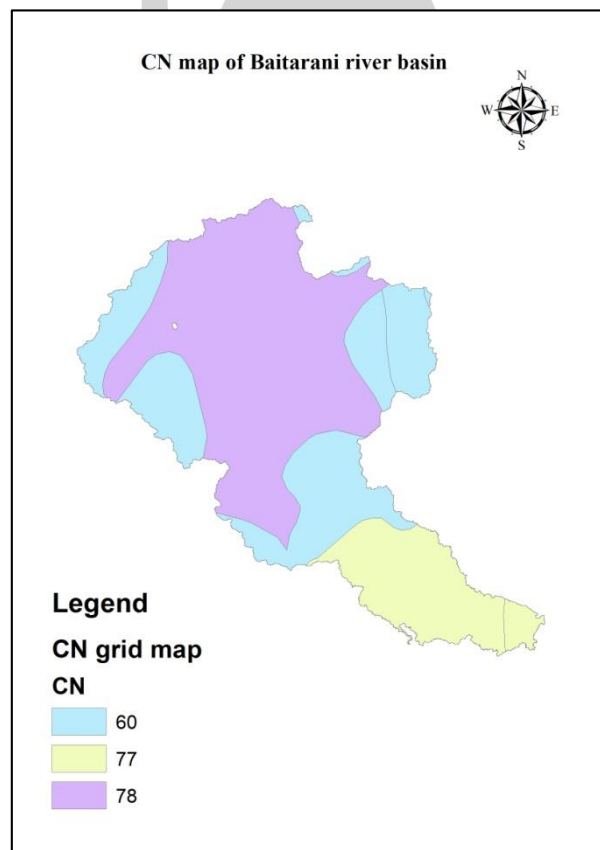 CN map of Baitarani river basin
N
W
E
S
Legend
CN grid map
CN
60
77
78